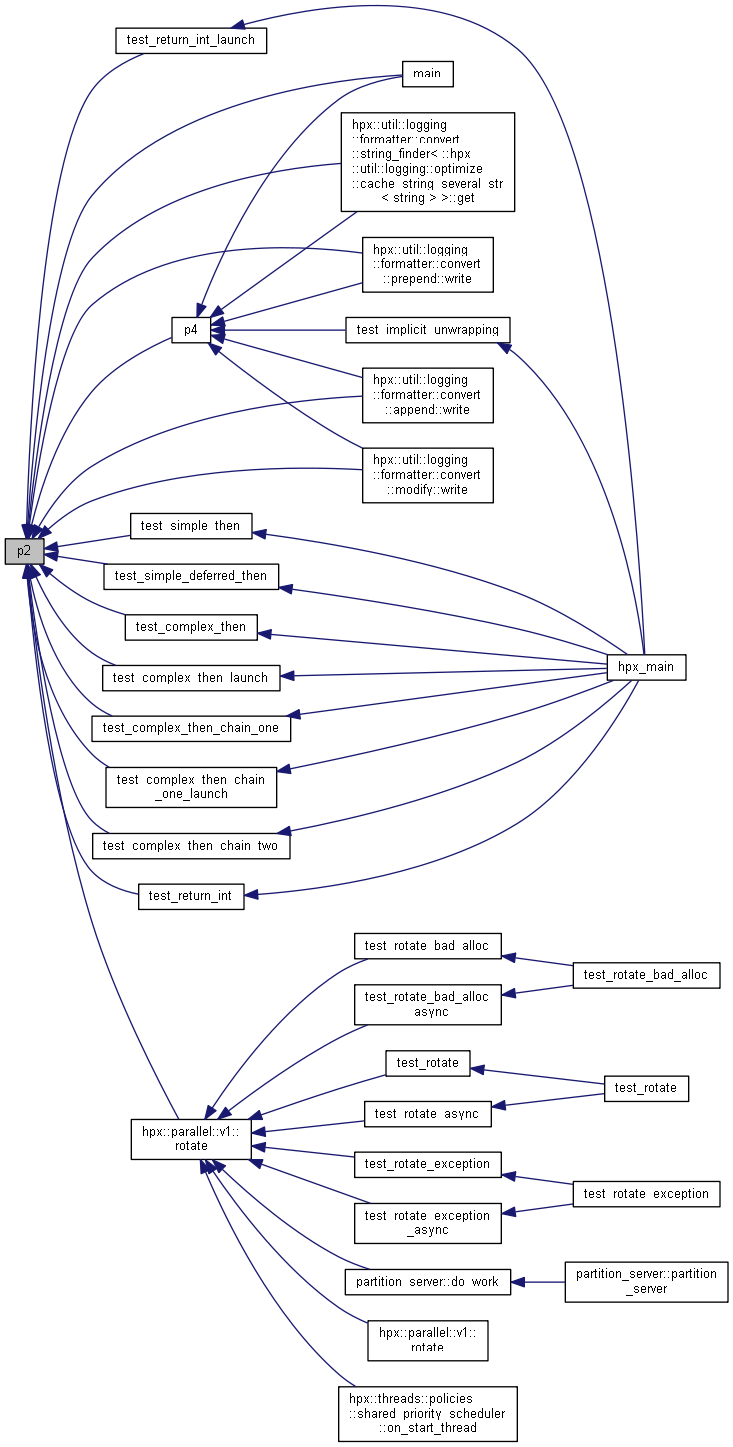 test_return_int_launch
main
hpx::util::logging
::formatter::convert
::string_finder< ::hpx
::util::logging::optimize
::cache_string_several_str
< string > >::get
hpx::util::logging
::formatter::convert
::prepend::write
p4
test_implicit_unwrapping
hpx::util::logging
::formatter::convert
::append::write
hpx::util::logging
::formatter::convert
::modify::write
test_simple_then
p2
test_simple_deferred_then
test_complex_then
hpx_main
test_complex_then_launch
test_complex_then_chain_one
test_complex_then_chain
_one_launch
test_complex_then_chain_two
test_return_int
test_rotate_bad_alloc
test_rotate_bad_alloc
test_rotate_bad_alloc
_async
test_rotate
test_rotate
test_rotate_async
hpx::parallel::v1::
rotate
test_rotate_exception
test_rotate_exception
test_rotate_exception
_async
partition_server::do_work
partition_server::partition
_server
hpx::parallel::v1::
rotate
hpx::threads::policies
::shared_priority_scheduler
::on_start_thread